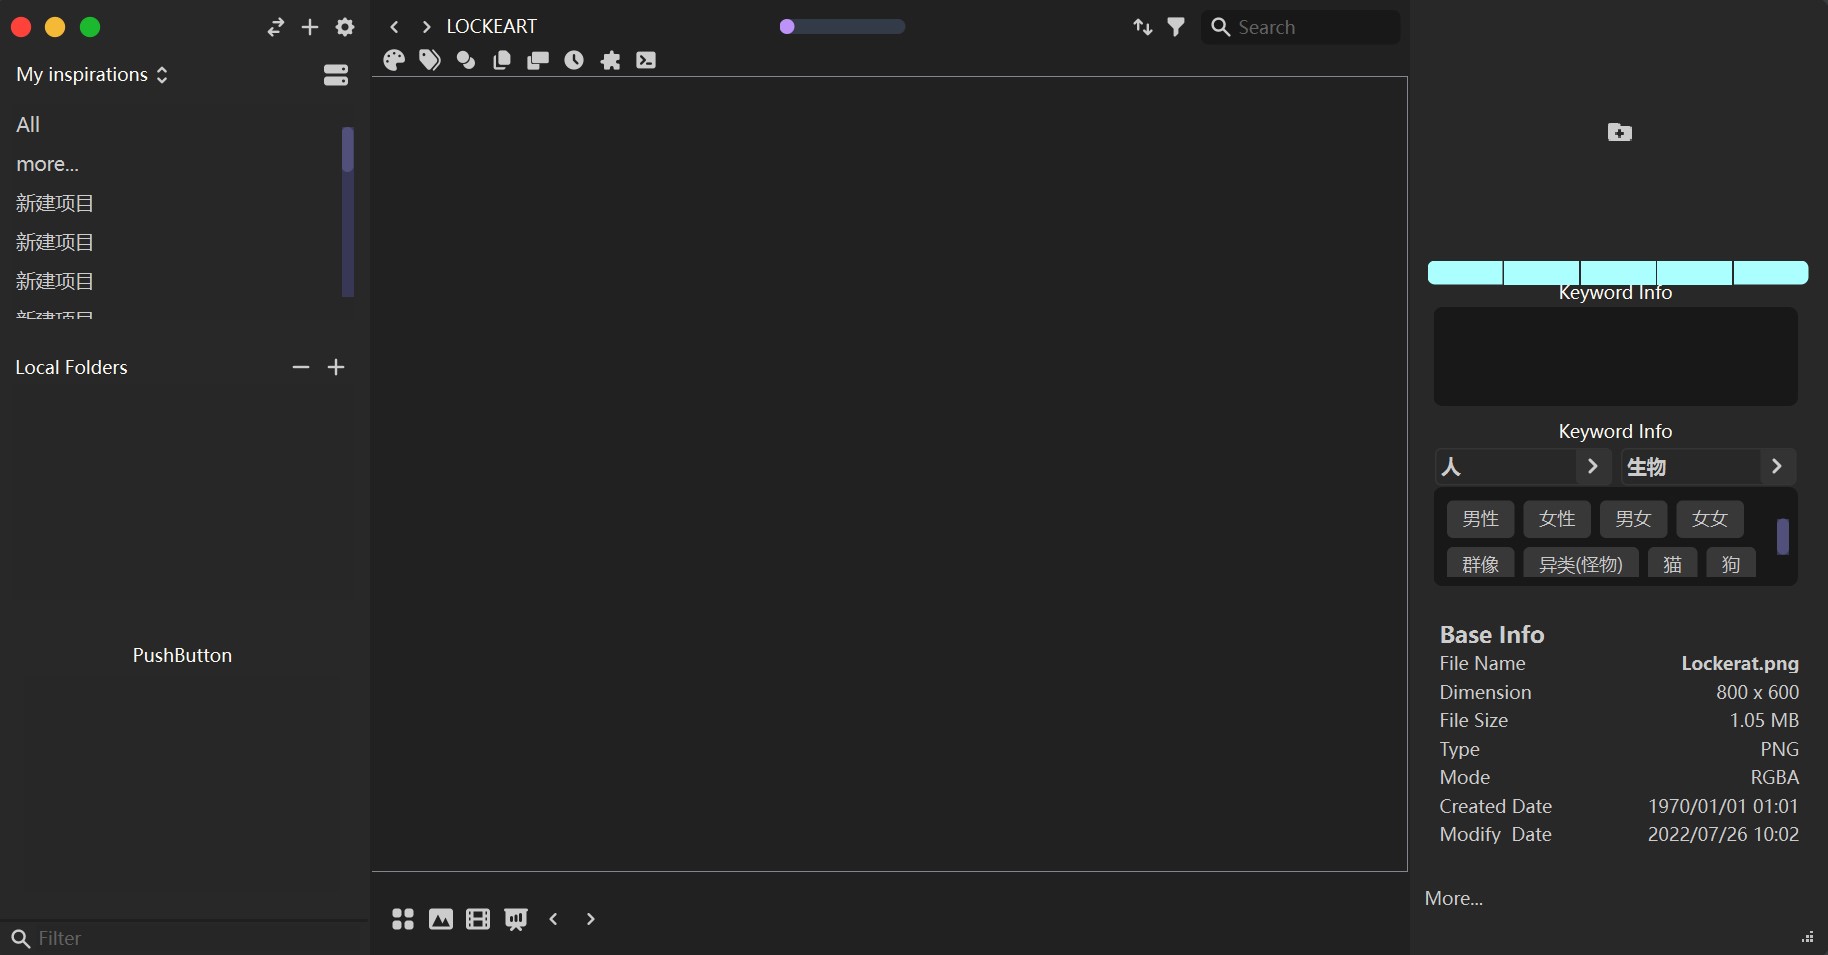 LOCKEART
Search
My inspirations
All
more...
新建项目
新建项目
新建项目
新建项目
Local Folders
PushButton
Filter
Keyword Info
Keyword Info
人
生物
男性 女性 男女 女女
群像 异类(怪物) 猫 狗
Base Info
File Name Lockerat.png
Dimension 800 x 600
File Size 1.05 MB
Type PNG
Mode RGBA
Created Date 1970/01/01 01:01
Modify Date 2022/07/26 10:02
More...